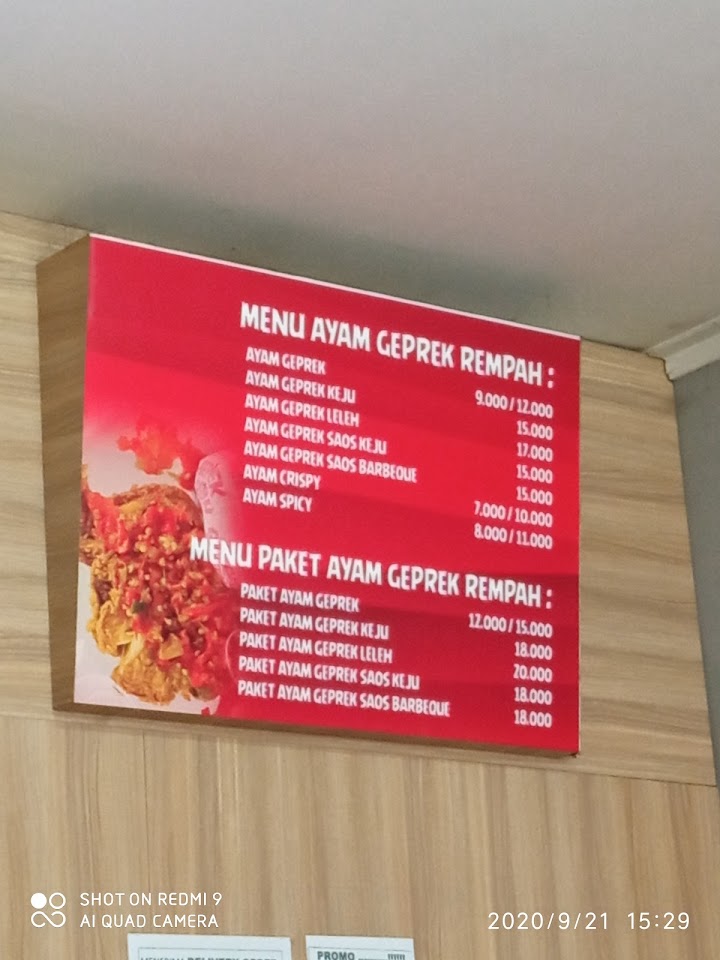 MENU AYAM GEPREK REMPAH :
AYAM GEPREK 9.000 / 12.000
AYAM GEPREK KEJU 15.000
AYAM GEPREK LELEH 17.000
AYAM GEPREK SAOS KEJU 15.000
AYAM GEPREK SAOS BARBEQUE 15.000
AYAM CRISPY 7.000 / 10.000
AYAM SPICY 8.000 / 11.000
MENU PAKET AYAM GEPREK REMPAH :
PAKET AYAM GEPREK 12.000 / 15.000
PAKET AYAM GEPREK KEJU 18.000
PAKET AYAM GEPREK LELEH 20.000
PAKET AYAM GEPREK SAOS KEJU 18.000
PAKET AYAM GEPREK SAOS BARBEQUE 18.000
SHOT ON REDMI 9
AI QUAD CAMERA
2020/9/21 15:29
PROMO